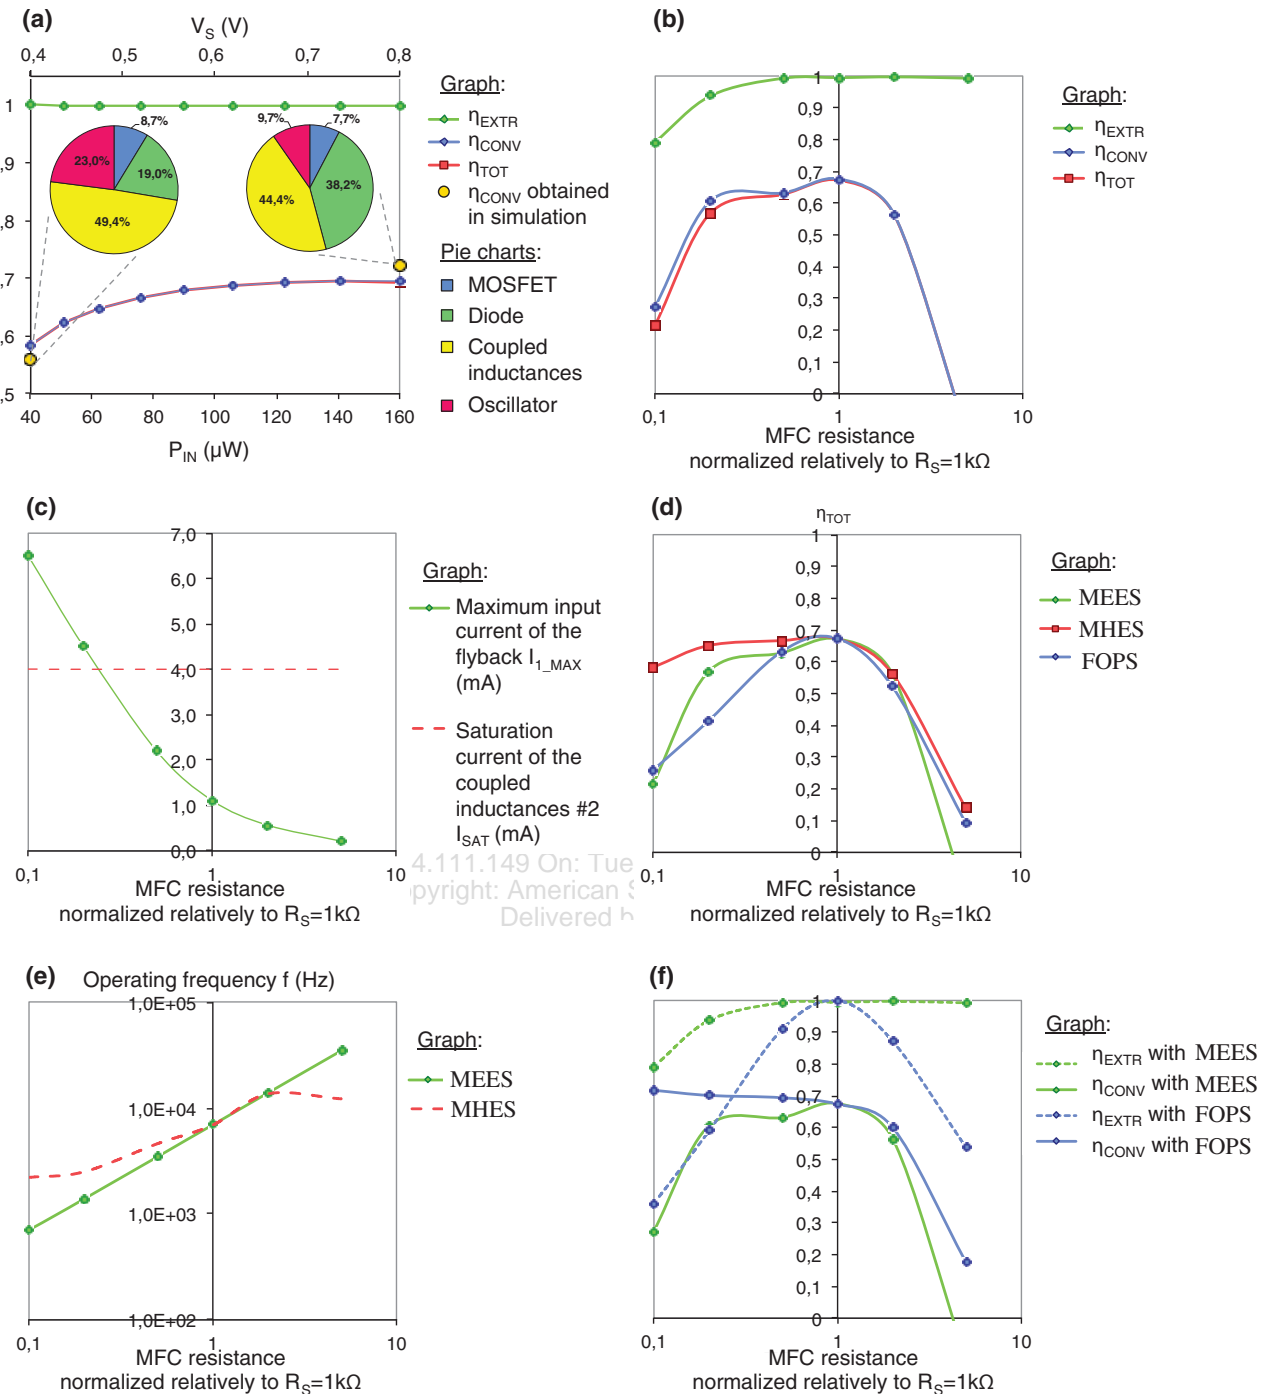 (a)
V_S (V)
0,4 0,5 0,6 0,7 0,8
1
,9
,8
,7
,6
,5
8,7%
23,0%
19,0%
49,4%
9,7%
7,7%
38,2%
44,4%
40 60 80 100 120 140 160
P_IN (µW)
Graph:
η_EXTR
η_CONV
η_TOT
η_CONV obtained
in simulation
Pie charts:
MOSFET
Diode
Coupled
inductances
Oscillator
(b)
1
0,9
0,8
0,7
0,6
0,5
0,4
0,3
0,2
0,1
0
0,1 1 10
MFC resistance
normalized relatively to R_S=1kΩ
Graph:
η_EXTR
η_CONV
η_TOT
(c)
7,0
6,0
5,0
4,0
3,0
2,0
1,0
0,0
0,1 1 10
MFC resistance
normalized relatively to R_S=1kΩ
Graph:
Maximum input
current of the
flyback I_1_MAX
(mA)
Saturation
current of the
coupled
inductances #2
I_SAT (mA)
4.111.149 On: Tue
opyright: American
Delivered
(d)
η_TOT
1
0,9
0,8
0,7
0,6
0,5
0,4
0,3
0,2
0,1
0
0,1 1 10
MFC resistance
normalized relatively to R_S=1kΩ
Graph:
MEES
MHES
FOPS
(e)
Operating frequency f (Hz)
1,0E+05
1,0E+04
1,0E+03
1,0E+02
0,1 1 10
MFC resistance
normalized relatively to R_S=1kΩ
Graph:
MEES
MHES
(f)
1
0,9
0,8
0,7
0,6
0,5
0,4
0,3
0,2
0,1
0
0,1 1 10
MFC resistance
normalized relatively to R_S=1kΩ
Graph:
η_EXTR with MEES
η_CONV with MEES
η_EXTR with FOPS
η_CONV with FOPS